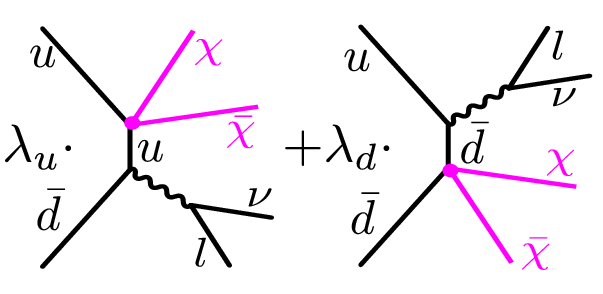 u χ
λ_u · u χ̄
d̄ ν
l
u l
ν
+λ_d · d̄
d̄ χ
χ̄